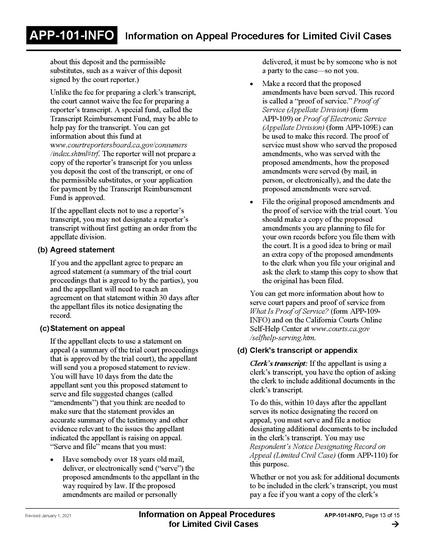 APP-101-INFO Information on Appeal Procedures for Limited Civil Cases
about this deposit and the permissible
substitutes, such as a waiver of this deposit
signed by the court reporter.)
Unlike the fee for preparing a clerk's transcript,
the court cannot waive the fee for preparing a
reporter's transcript. A special fund, called the
Transcript Reimbursement Fund, may be able to
help pay for the transcript. You can get
information about this fund at
www.courtreportersboard.ca.gov/consumers
/index.shtml#trf. The reporter will not prepare a
copy of the reporter's transcript for you unless
you deposit the cost of the transcript, or one of
the permissible substitutes, or your application
for payment by the Transcript Reimbursement
Fund is approved.
If the appellant elects not to use a reporter's
transcript, you may not designate a reporter's
transcript without first getting an order from the
appellate division.
(b) Agreed statement
If you and the appellant agree to prepare an
agreed statement (a summary of the trial court
proceedings that is agreed to by the parties), you
and the appellant will need to reach an
agreement on that statement within 30 days after
the appellant files its notice designating the
record.
(c) Statement on appeal
If the appellant elects to use a statement on
appeal (a summary of the trial court proceedings
that is approved by the trial court), the appellant
will send you a proposed statement to review.
You will have 10 days from the date the
appellant sent you this proposed statement to
serve and file suggested changes (called
"amendments") that you think are needed to
make sure that the statement provides an
accurate summary of the testimony and other
evidence relevant to the issues the appellant
indicated the appellant is raising on appeal.
"Serve and file" means that you must:
• Have somebody over 18 years old mail,
deliver, or electronically send ("serve") the
proposed amendments to the appellant in the
way required by law. If the proposed
amendments are mailed or personally
delivered, it must be by someone who is not
a party to the case—so not you.
• Make a record that the proposed
amendments have been served. This record
is called a "proof of service." Proof of
Service (Appellate Division) (form
APP-109) or Proof of Electronic Service
(Appellate Division) (form APP-109E) can
be used to make this record. The proof of
service must show who served the proposed
amendments, who was served with the
proposed amendments, how the proposed
amendments were served (by mail, in
person, or electronically), and the date the
proposed amendments were served.
• File the original proposed amendments and
the proof of service with the trial court. You
should make a copy of the proposed
amendments you are planning to file for
your own records before you file them with
the court. It is a good idea to bring or mail
an extra copy of the proposed amendments
to the clerk when you file your original and
ask the clerk to stamp this copy to show that
the original has been filed.
You can get more information about how to
serve court papers and proof of service from
What Is Proof of Service? (form APP-109-
INFO) and on the California Courts Online
Self-Help Center at www.courts.ca.gov
/selfhelp-serving.htm.
(d) Clerk's transcript or appendix
Clerk's transcript: If the appellant is using a
clerk's transcript, you have the option of asking
the clerk to include additional documents in the
clerk's transcript.
To do this, within 10 days after the appellant
serves its notice designating the record on
appeal, you must serve and file a notice
designating additional documents to be included
in the clerk's transcript. You may use
Respondent's Notice Designating Record on
Appeal (Limited Civil Case) (form APP-110) for
this purpose.
Whether or not you ask for additional documents
to be included in the clerk's transcript, you must
pay a fee if you want a copy of the clerk's
Revised January 1, 2021
Information on Appeal Procedures
for Limited Civil Cases
APP-101-INFO, Page 13 of 15
→